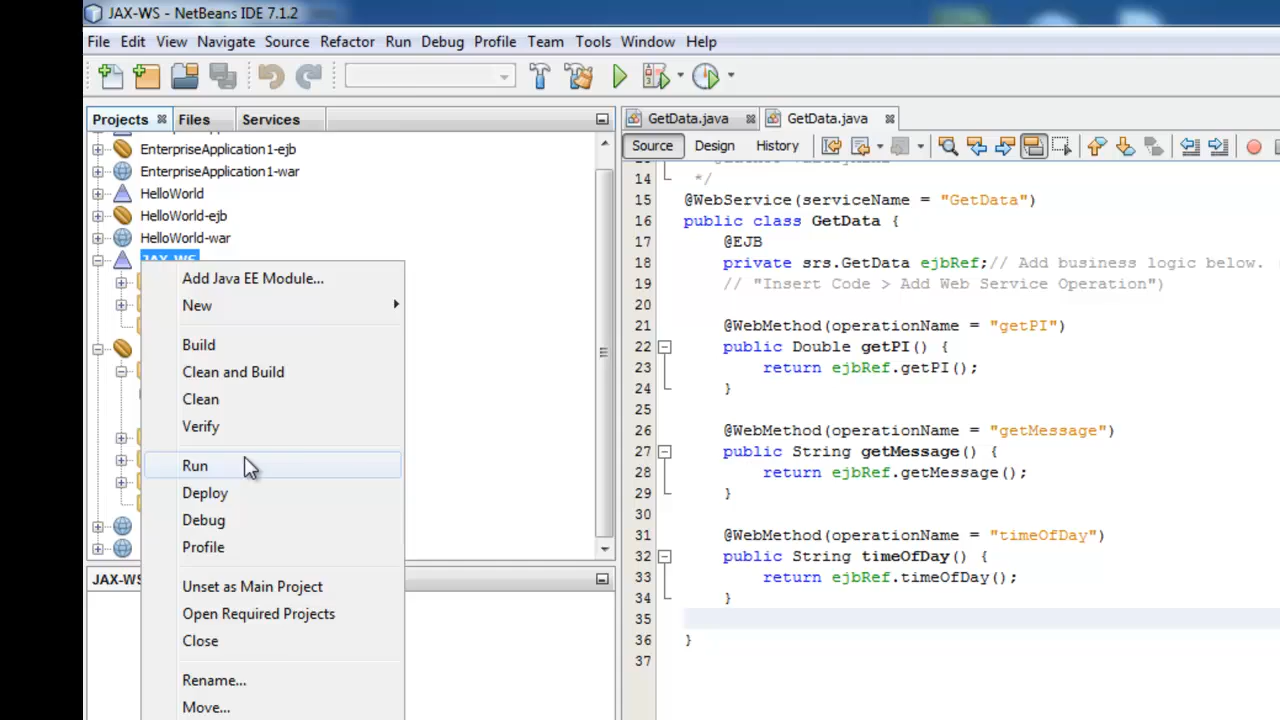 JAX-WS - NetBeans IDE 7.1.2
File Edit View Navigate Source Refactor Run Debug Profile Team Tools Window Help
Projects Files Services
EnterpriseApplication1-ejb
EnterpriseApplication1-war
HelloWorld
HelloWorld-ejb
HelloWorld-war
JAX-WS
Add Java EE Module...
New
Build
Clean and Build
Clean
Verify
Run
Deploy
Debug
Profile
Unset as Main Project
Open Required Projects
Close
Rename...
Move...
JAX-WS
GetData.java GetData.java
Source Design History
14 */
15 @WebService(serviceName = "GetData")
16 public class GetData {
17 @EJB
18 private srs.GetData ejbRef;// Add business logic below.
19 // "Insert Code > Add Web Service Operation")
20
21 @WebMethod(operationName = "getPI")
22 public Double getPI() {
23 return ejbRef.getPI();
24 }
25
26 @WebMethod(operationName = "getMessage")
27 public String getMessage() {
28 return ejbRef.getMessage();
29 }
30
31 @WebMethod(operationName = "timeOfDay")
32 public String timeOfDay() {
33 return ejbRef.timeOfDay();
34 }
35
36 }
37